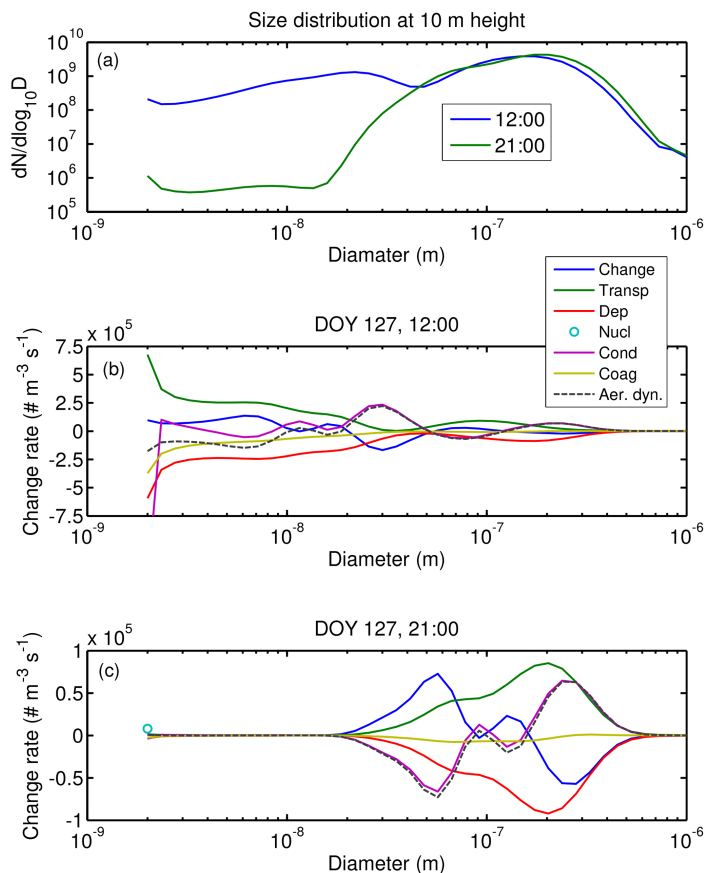 Size distribution at 10 m height
(a)
dN/dlog10D
10^10
10^9
10^8
10^7
10^6
10^5
12:00
21:00
10^-9
10^-8
10^-7
10^-6
Diamater (m)
Change
Transp
Dep
Nucl
Cond
Coag
Aer. dyn.
DOY 127, 12:00
x 10^5
(b)
Change rate (# m^-3 s^-1)
7.5
5
2.5
0
-2.5
-5
-7.5
10^-9
10^-8
10^-7
10^-6
Diameter (m)
DOY 127, 21:00
x 10^5
(c)
Change rate (# m^-3 s^-1)
1
0.5
0
-0.5
-1
10^-9
10^-8
10^-7
10^-6
Diameter (m)